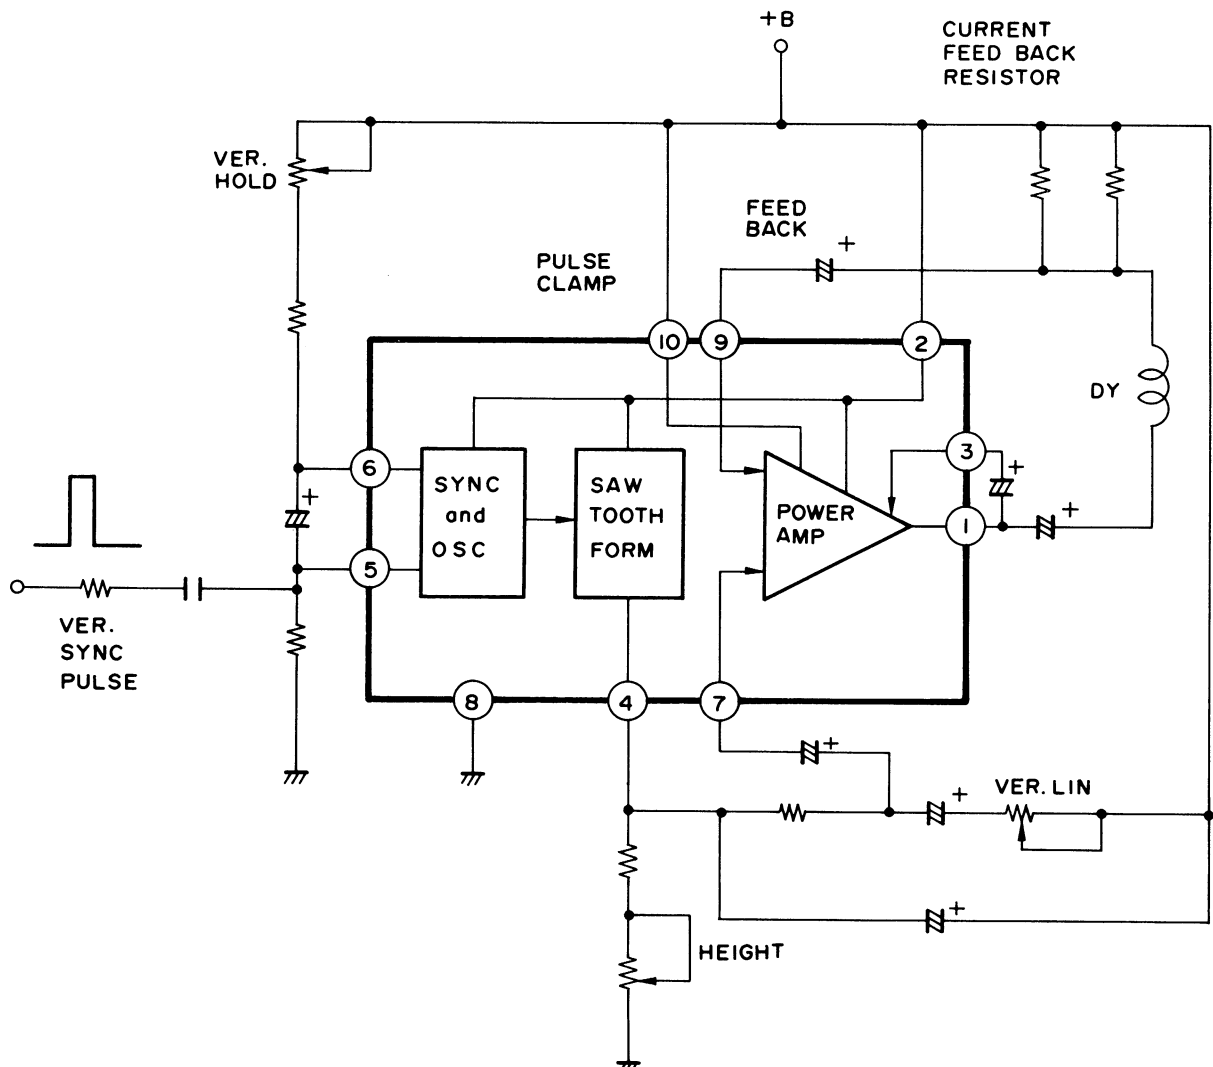 +B
CURRENT
FEED BACK
RESISTOR
VER.
HOLD
FEED
BACK
+
PULSE
CLAMP
10
9
2
DY
6
3
+
SYNC
and
OSC
SAW
TOOTH
FORM
POWER
AMP
1
+
+
5
VER.
SYNC
PULSE
8
4
7
+
VER. LIN
+
+
HEIGHT